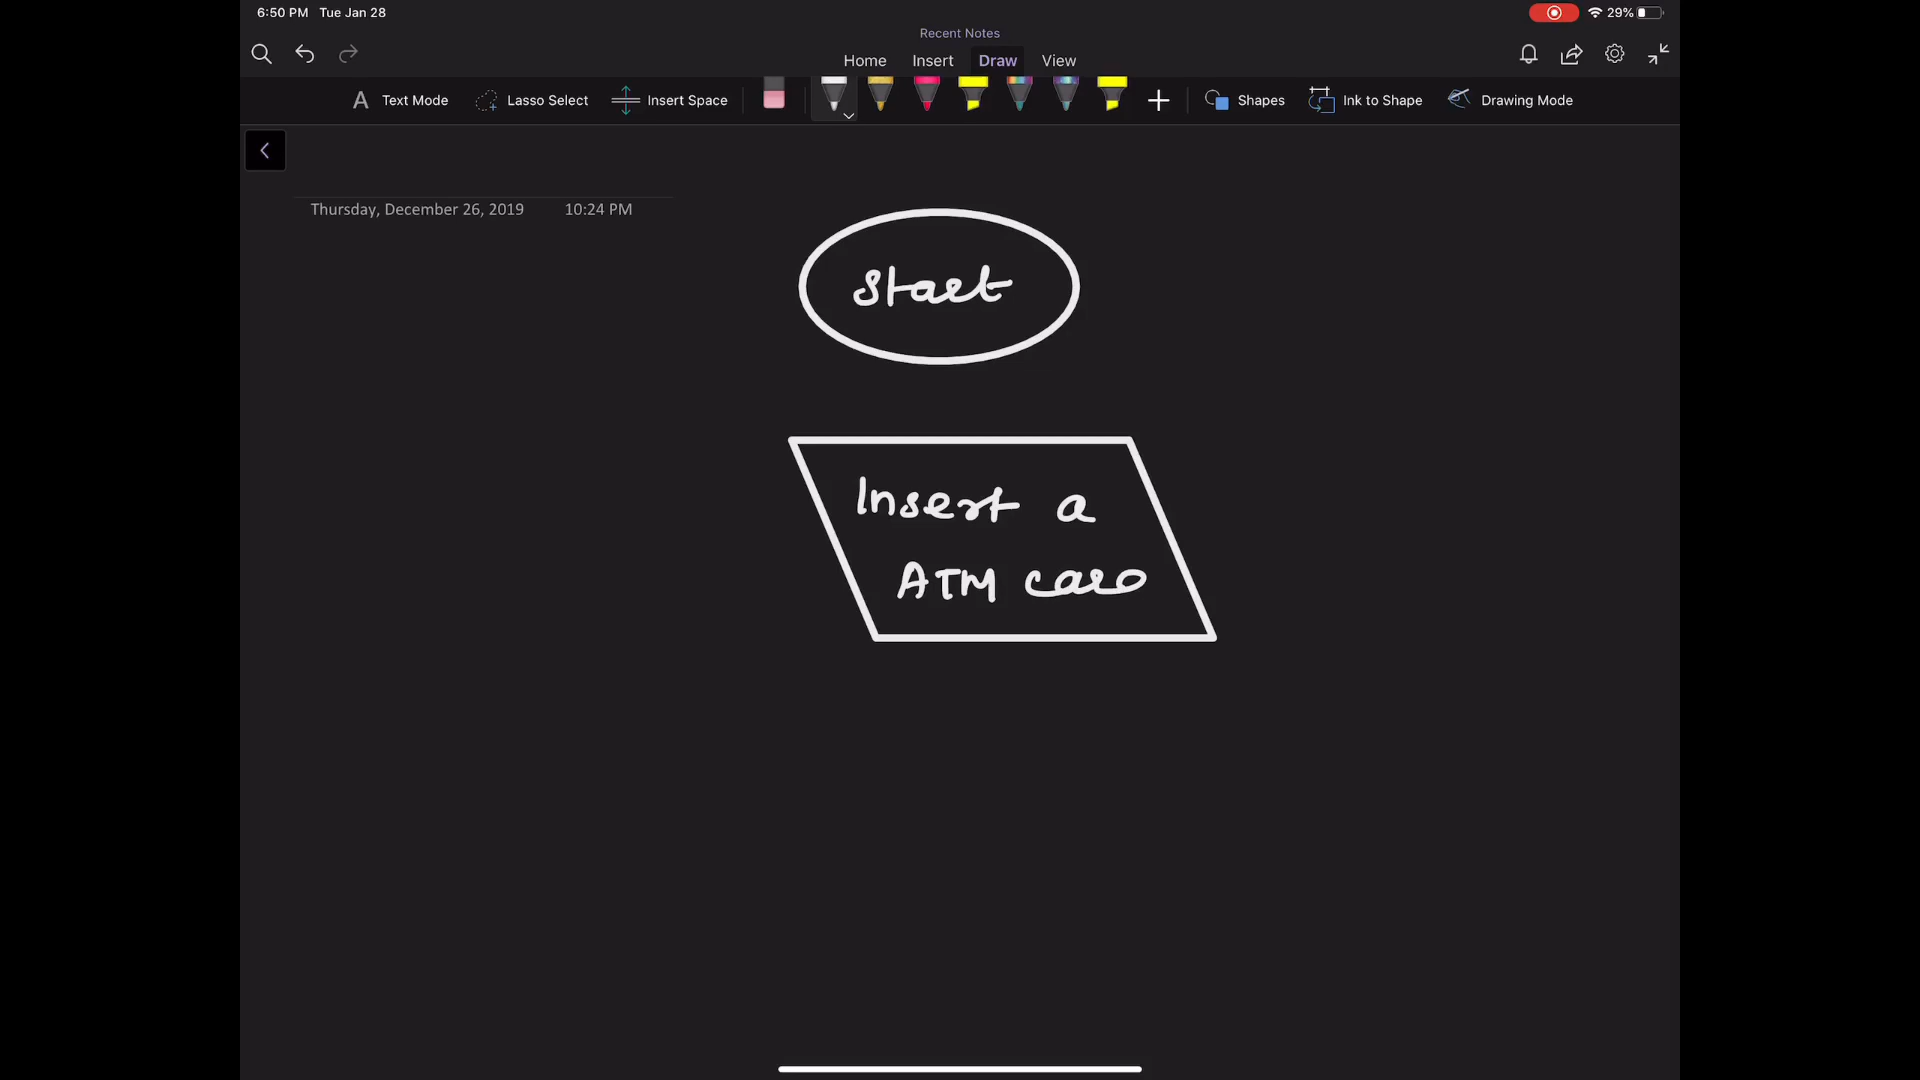 6:50 PM Tue Jan 28
29%
Recent Notes
Home Insert Draw View
Text Mode Lasso Select Insert Space Shapes Ink to Shape Drawing Mode
Thursday, December 26, 2019 10:24 PM
Start
Insert a
ATM card